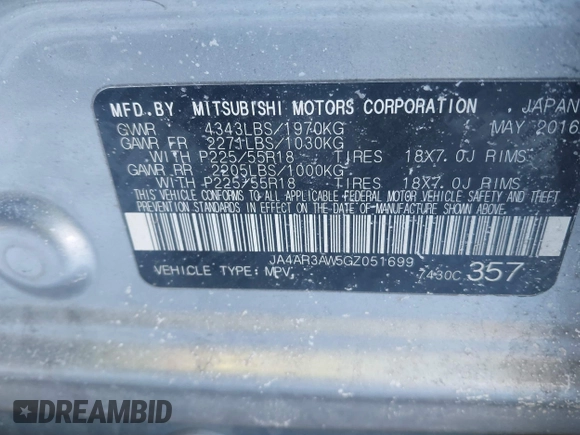 MFD.BY MITSUBISHI MOTORS CORPORATION JAPAN
GVWR 4343LBS/1970KG MAY 2016
GAWR FR 2271LBS/1030KG
WITH P225/55R18 TIRES 18X7.0J RIMS
GAWR RR 2205LBS/1000KG
WITH P225/55R18 TIRES 18X7.0J RIMS
THIS VEHICLE CONFORMS TO ALL APPLICABLE FEDERAL MOTOR VEHICLE SAFETY BUMPER AND THEFT
PREVENTION STANDARDS IN EFFECT ON THE DATE OF MANUFACTURE SHOWN ABOVE.
JA4AR3AW5GZ051699
VEHICLE TYPE: MPV 357
DREAMBID